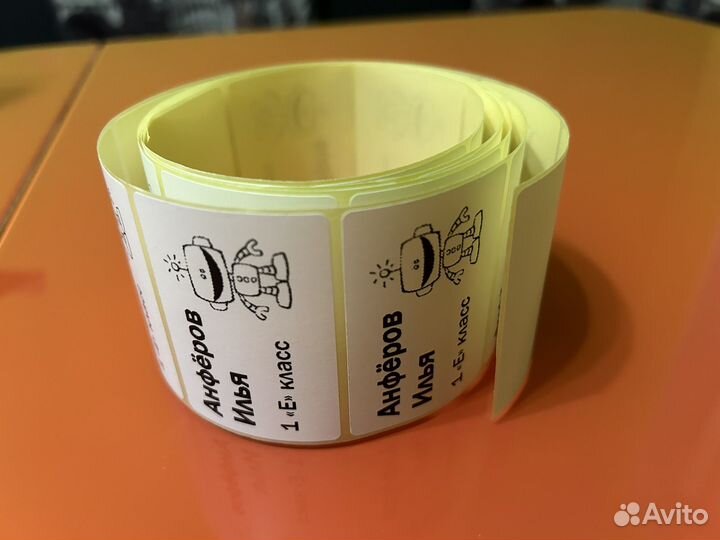 Анфёров
Илья
1 «Е» класс
Анфёров
Илья
1 «Е» класс
Avito